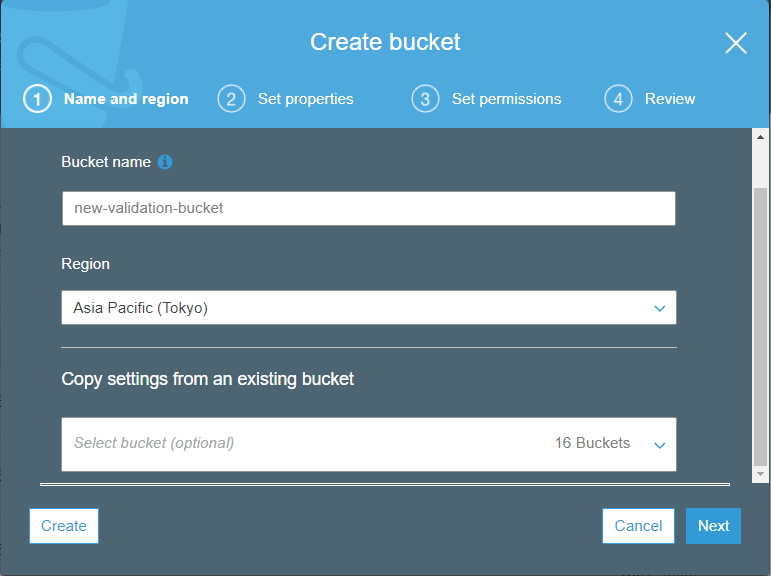 Create bucket
1 Name and region 2 Set properties 3 Set permissions 4 Review
Bucket name
new-validation-bucket
Region
Asia Pacific (Tokyo)
Copy settings from an existing bucket
Select bucket (optional) 16 Buckets
Create Cancel Next